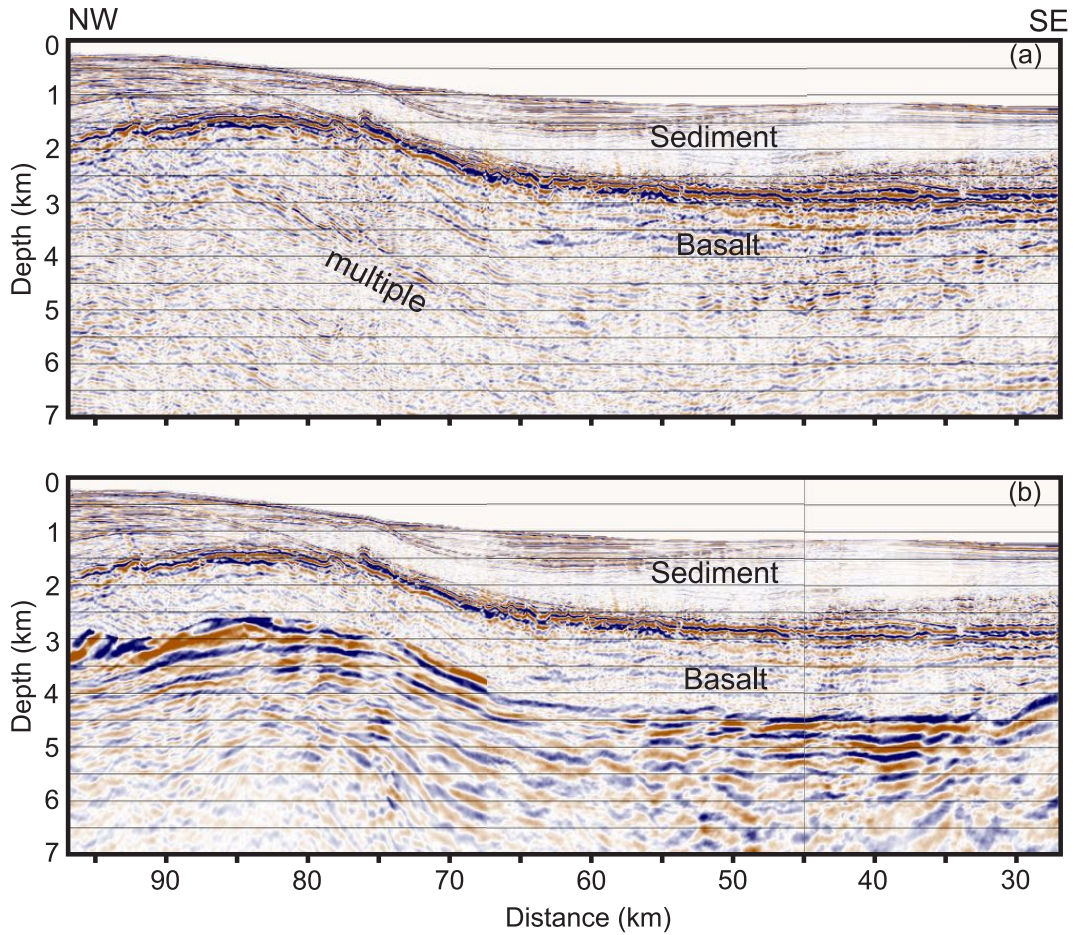 NW SE
(a)
0
1
2
3
4
5
6
7
Depth (km)
Sediment
Basalt
multiple
(b)
0
1
2
3
4
5
6
7
Depth (km)
Sediment
Basalt
90 80 70 60 50 40 30
Distance (km)